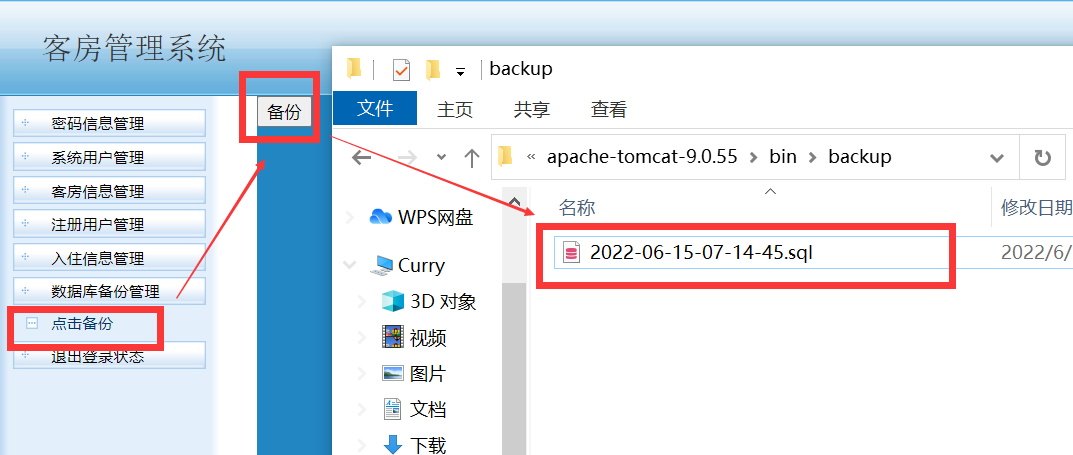 客房管理系统
密码信息管理
系统用户管理
客房信息管理
注册用户管理
入住信息管理
数据库备份管理
点击备份
退出登录状态
备份
backup
文件 主页 共享 查看
« apache-tomcat-9.0.55 > bin > backup
WPS网盘
Curry
3D 对象
视频
图片
文档
下载
名称 修改日期
2022-06-15-07-14-45.sql 2022/6/